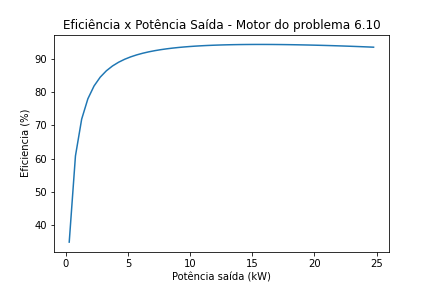 Eficiência x Potência Saída - Motor do problema 6.10
90
80
70
60
50
40
Eficiencia (%)
0 5 10 15 20 25
Potência saída (kW)